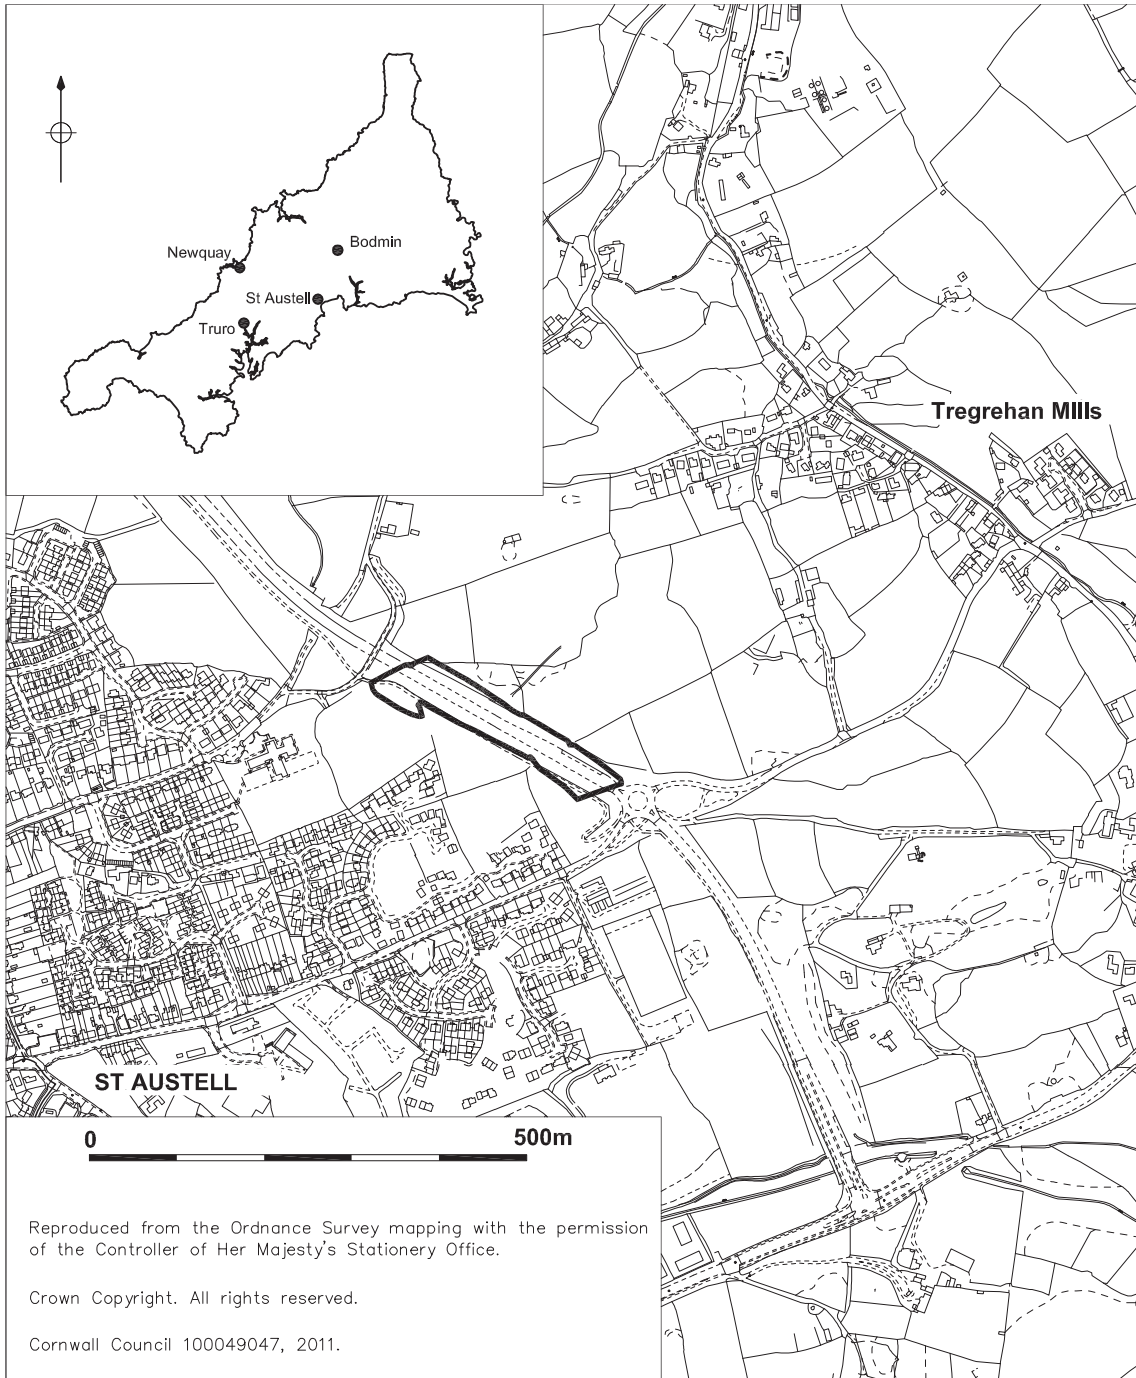 Newquay
Bodmin
St Austell
Truro
Tregrehan MIlls
ST AUSTELL
0 500m
Reproduced from the Ordnance Survey mapping with the permission
of the Controller of Her Majesty's Stationery Office.
Crown Copyright. All rights reserved.
Cornwall Council 100049047, 2011.